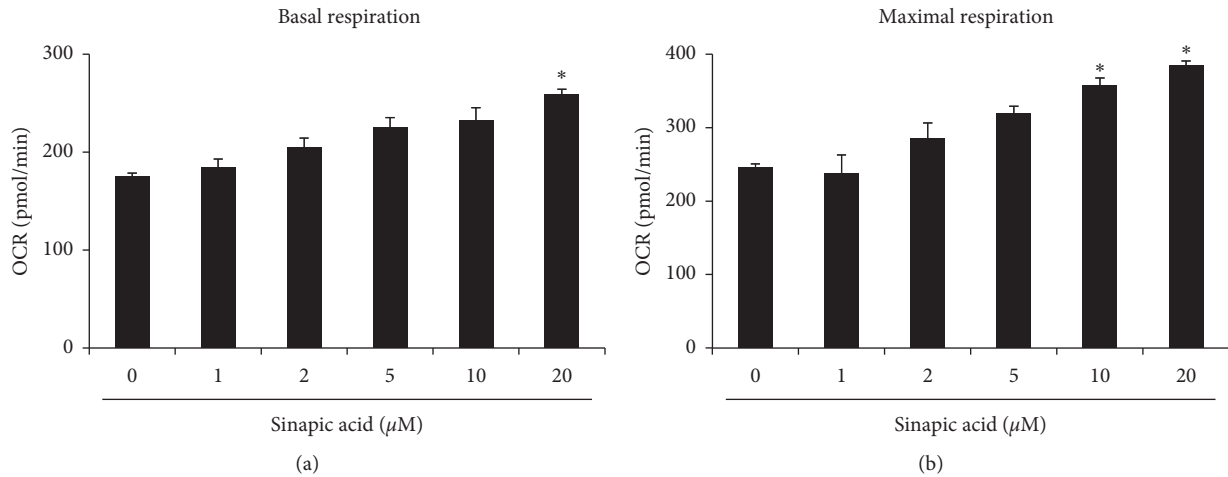 Basal respiration
300
200
100
0
OCR (pmol/min)
*
0 1 2 5 10 20
Sinapic acid (μM)
(a)
Maximal respiration
400
300
200
100
0
OCR (pmol/min)
* *
0 1 2 5 10 20
Sinapic acid (μM)
(b)